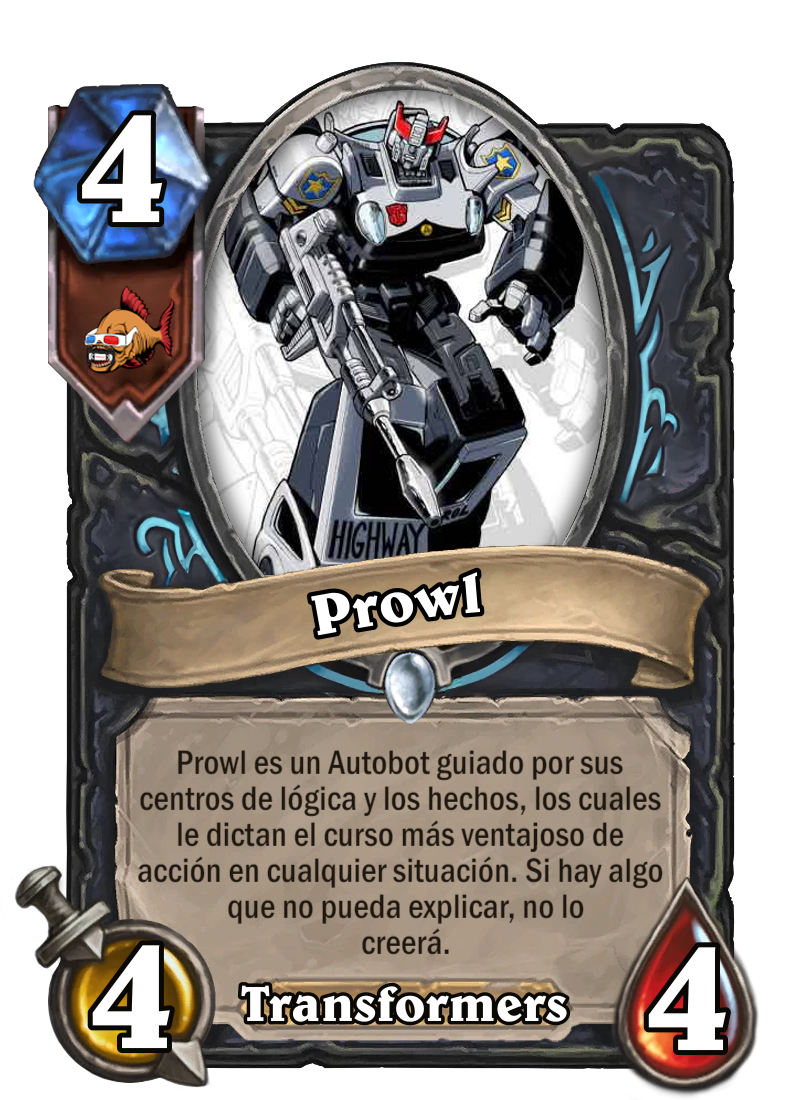 4
HIGHWAY
Prowl
Prowl es un Autobot guiado por sus
centros de lógica y los hechos, los cuales
le dictan el curso más ventajoso de
acción en cualquier situación. Si hay algo
que no pueda explicar, no lo
creerá.
4
Transformers
4